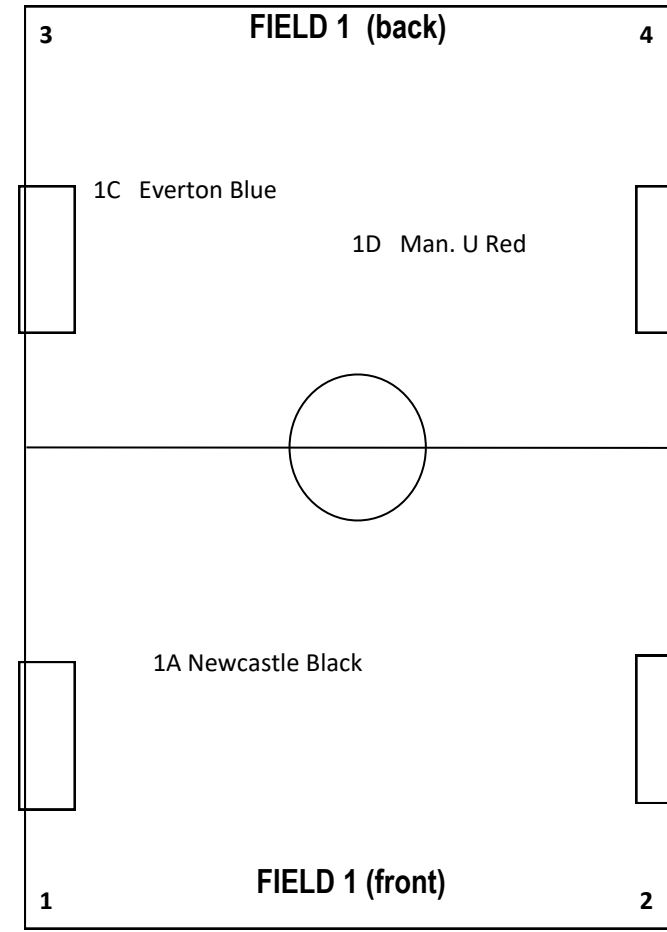 FIELD 1 (back)
3
4
1C Everton Blue
1D Man. U Red
1A Newcastle Black
FIELD 1 (front)
1
2